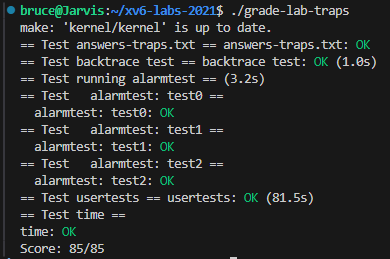 bruce@Jarvis:~/xv6-labs-2021$ ./grade-lab-traps
make: 'kernel/kernel' is up to date.
== Test answers-traps.txt == answers-traps.txt: OK
== Test backtrace test == backtrace test: OK (1.0s)
== Test running alarmtest == (3.2s)
== Test   alarmtest: test0 ==
  alarmtest: test0: OK
== Test   alarmtest: test1 ==
  alarmtest: test1: OK
== Test   alarmtest: test2 ==
  alarmtest: test2: OK
== Test usertests == usertests: OK (81.5s)
== Test time ==
time: OK
Score: 85/85